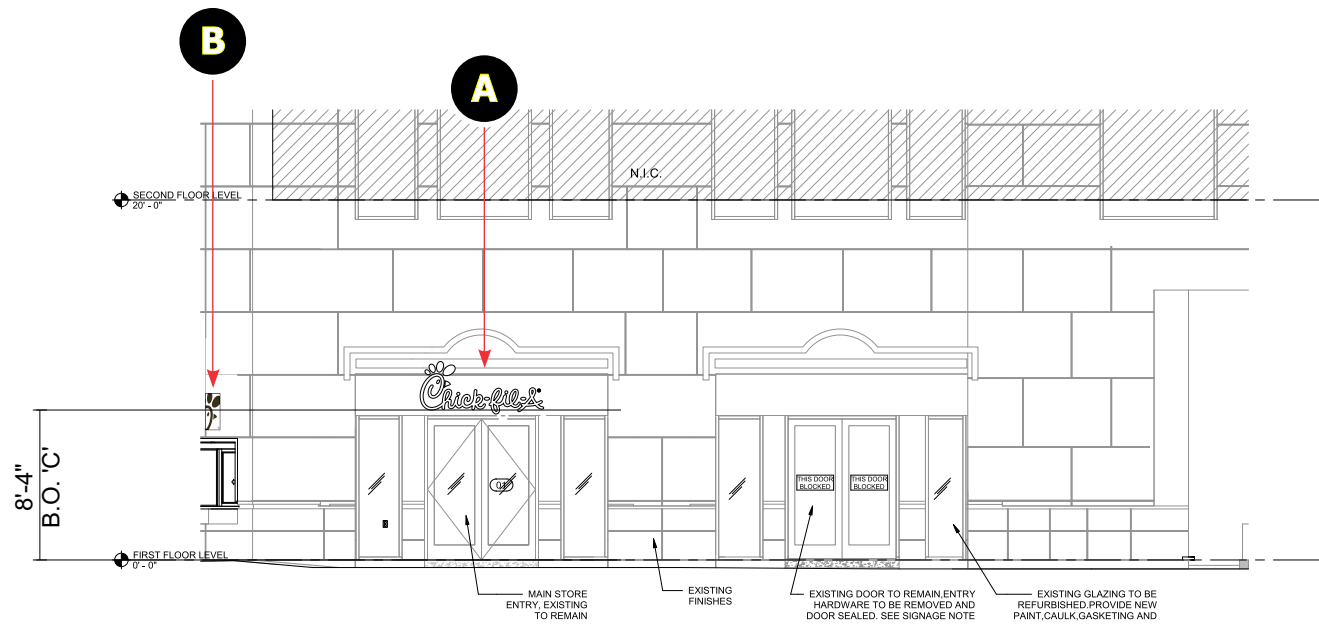 B
A
N.I.C.
SECOND FLOOR LEVEL
20' - 0"
Chick-fil-A
8'-4"
B.O. 'C'
THIS DOOR
BLOCKED
THIS DOOR
BLOCKED
FIRST FLOOR LEVEL
0' - 0"
MAIN STORE
ENTRY, EXISTING
TO REMAIN
EXISTING
FINISHES
EXISTING DOOR TO REMAIN,ENTRY
HARDWARE TO BE REMOVED AND
DOOR SEALED. SEE SIGNAGE NOTE
EXISTING GLAZING TO BE
REFURBISHED.PROVIDE NEW
PAINT,CAULK,GASKETING AND